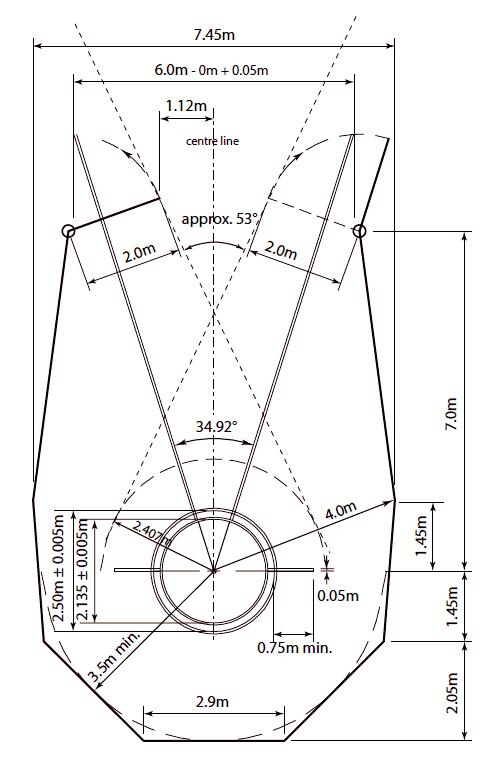 7.45m
6.0m - 0m + 0.05m
1.12m
centre line
approx. 53°
2.0m
2.0m
34.92°
7.0m
4.0m
2.407m
1.45m
2.50m ± 0.005m
2.135 ± 0.005m
0.05m
1.45m
0.75m min.
3.5m min.
2.9m
2.05m